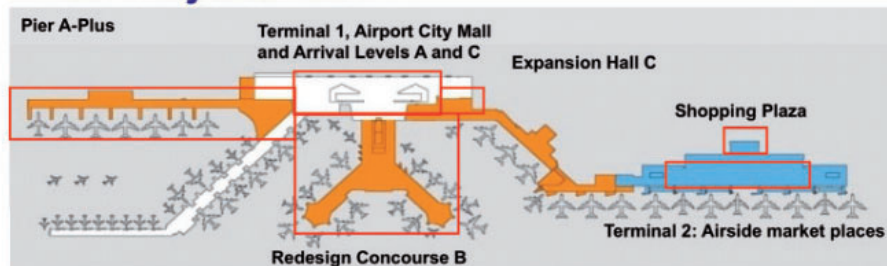 Pier A-Plus
Terminal 1, Airport City Mall
and Arrival Levels A and C
Expansion Hall C
Shopping Plaza
Terminal 2: Airside market places
Redesign Concourse B